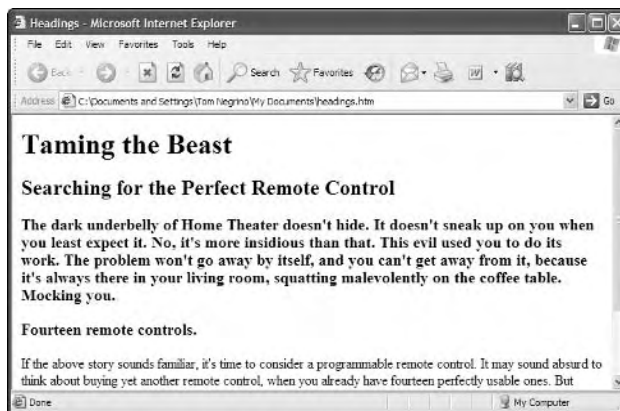 Headings - Microsoft Internet Explorer
File Edit View Favorites Tools Help
Back Search Favorites
Address C:\Documents and Settings\Tom Negrino\My Documents\headings.htm Go
Taming the Beast
Searching for the Perfect Remote Control
The dark underbelly of Home Theater doesn't hide. It doesn't sneak up on you when
you least expect it. No, it's more insidious than that. This evil used you to do its
work. The problem won't go away by itself, and you can't get away from it, because
it's always there in your living room, squatting malevolently on the coffee table.
Mocking you.
Fourteen remote controls.
If the above story sounds familiar, it's time to consider a programmable remote control. It may sound absurd to
think about buying yet another remote control, when you already have fourteen perfectly usable ones. But
Done My Computer